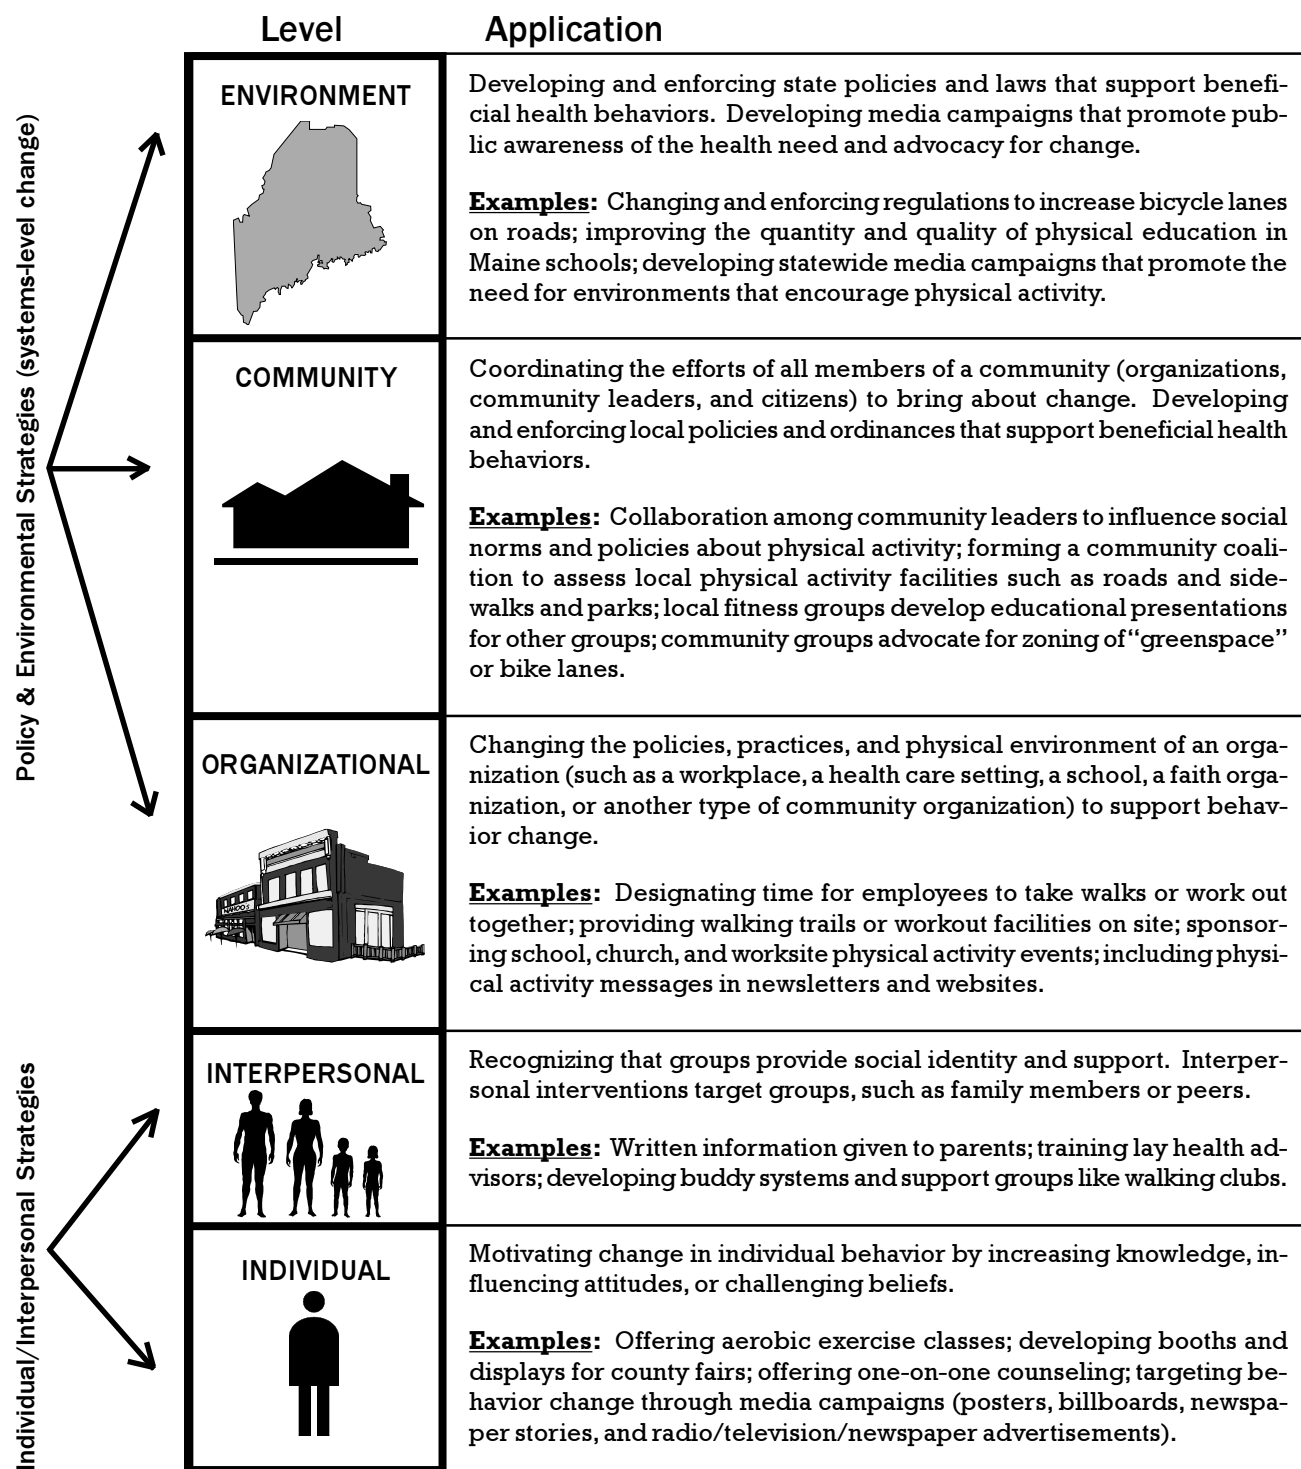 Level
Application
Policy & Environmental Strategies (systems-level change)
ENVIRONMENT
Developing and enforcing state policies and laws that support benefi-
cial health behaviors. Developing media campaigns that promote pub-
lic awareness of the health need and advocacy for change.
Examples: Changing and enforcing regulations to increase bicycle lanes
on roads; improving the quantity and quality of physical education in
Maine schools; developing statewide media campaigns that promote the
need for environments that encourage physical activity.
COMMUNITY
Coordinating the efforts of all members of a community (organizations,
community leaders, and citizens) to bring about change. Developing
and enforcing local policies and ordinances that support beneficial health
behaviors.
Examples: Collaboration among community leaders to influence social
norms and policies about physical activity; forming a community coali-
tion to assess local physical activity facilities such as roads and side-
walks and parks; local fitness groups develop educational presentations
for other groups; community groups advocate for zoning of “greenspace”
or bike lanes.
ORGANIZATIONAL
Changing the policies, practices, and physical environment of an orga-
nization (such as a workplace, a health care setting, a school, a faith orga-
nization, or another type of community organization) to support behav-
ior change.
Examples: Designating time for employees to take walks or work out
together; providing walking trails or workout facilities on site; sponsor-
ing school, church, and worksite physical activity events; including physi-
cal activity messages in newsletters and websites.
Individual/Interpersonal Strategies
INTERPERSONAL
Recognizing that groups provide social identity and support. Interper-
sonal interventions target groups, such as family members or peers.
Examples: Written information given to parents; training lay health ad-
visors; developing buddy systems and support groups like walking clubs.
INDIVIDUAL
Motivating change in individual behavior by increasing knowledge, in-
fluencing attitudes, or challenging beliefs.
Examples: Offering aerobic exercise classes; developing booths and
displays for county fairs; offering one-on-one counseling; targeting be-
havior change through media campaigns (posters, billboards, newspa-
per stories, and radio/television/newspaper advertisements).